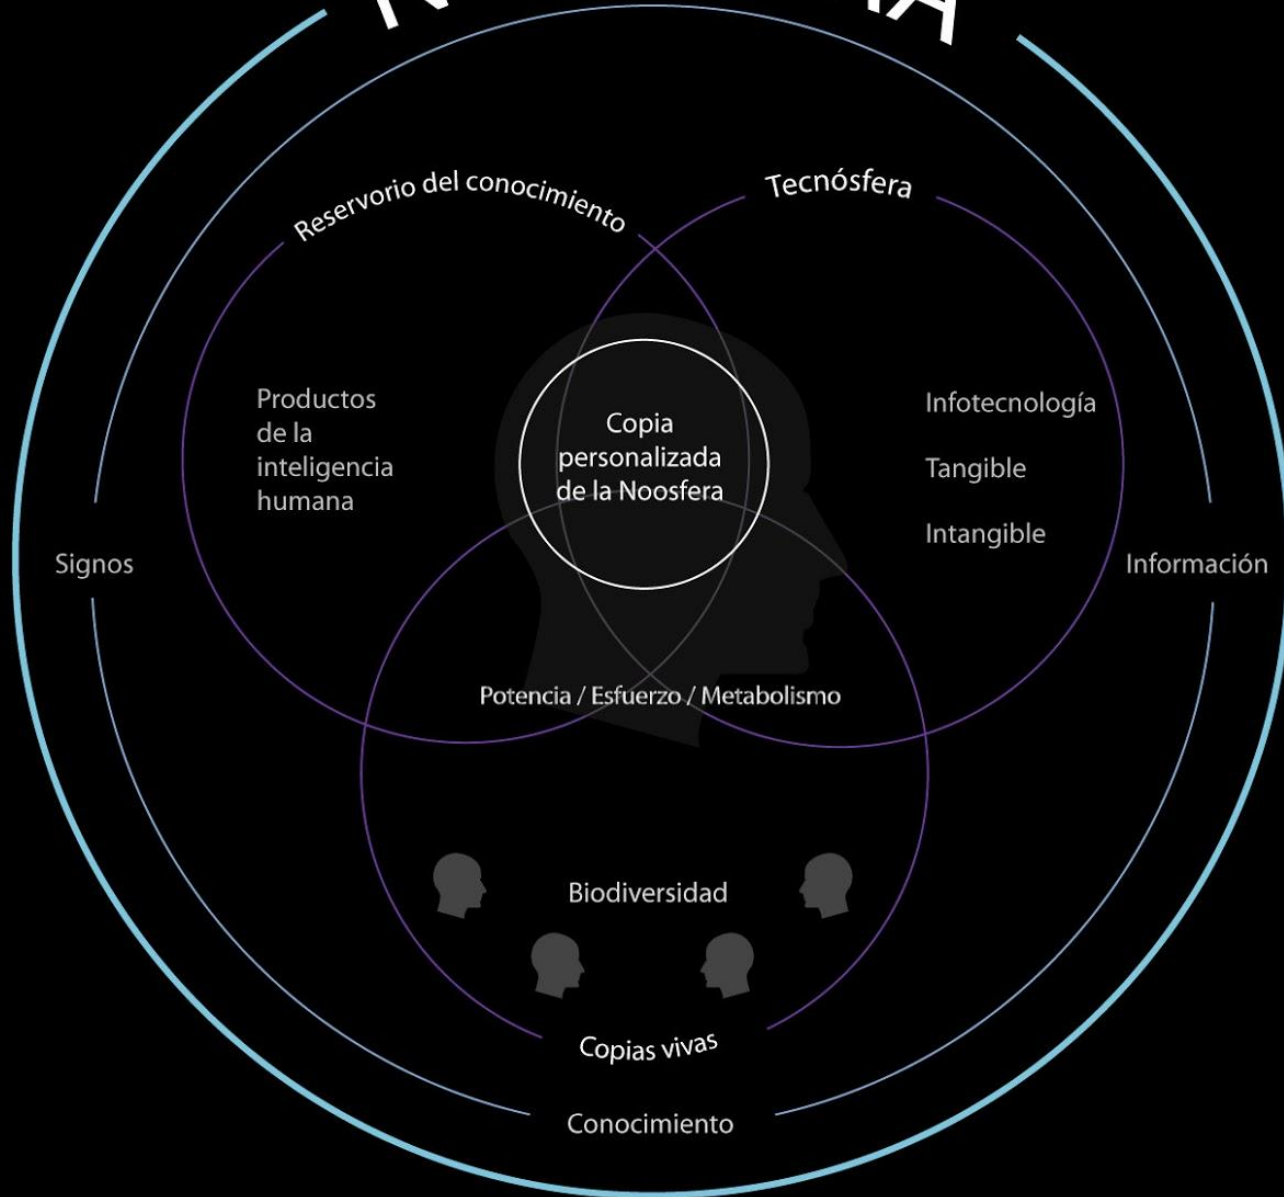 Reservorio del conocimiento
Tecnósfera
Productos
de la
inteligencia
humana
Copia
personalizada
de la Noosfera
Infotecnología
Tangible
Intangible
Signos
Información
Potencia / Esfuerzo / Metabolismo
Biodiversidad
Copias vivas
Conocimiento